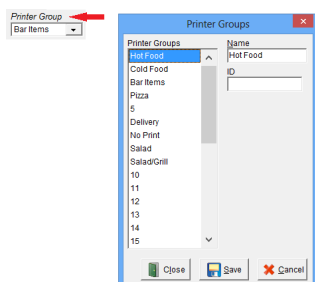 Printer Group
Bar Items
Printer Groups
Printer Groups
Hot Food
Cold Food
Bar Items
Pizza
5
Delivery
No Print
Salad
Salad/Grill
10
11
12
13
14
15
Name
Hot Food
ID
Close
Save
Cancel